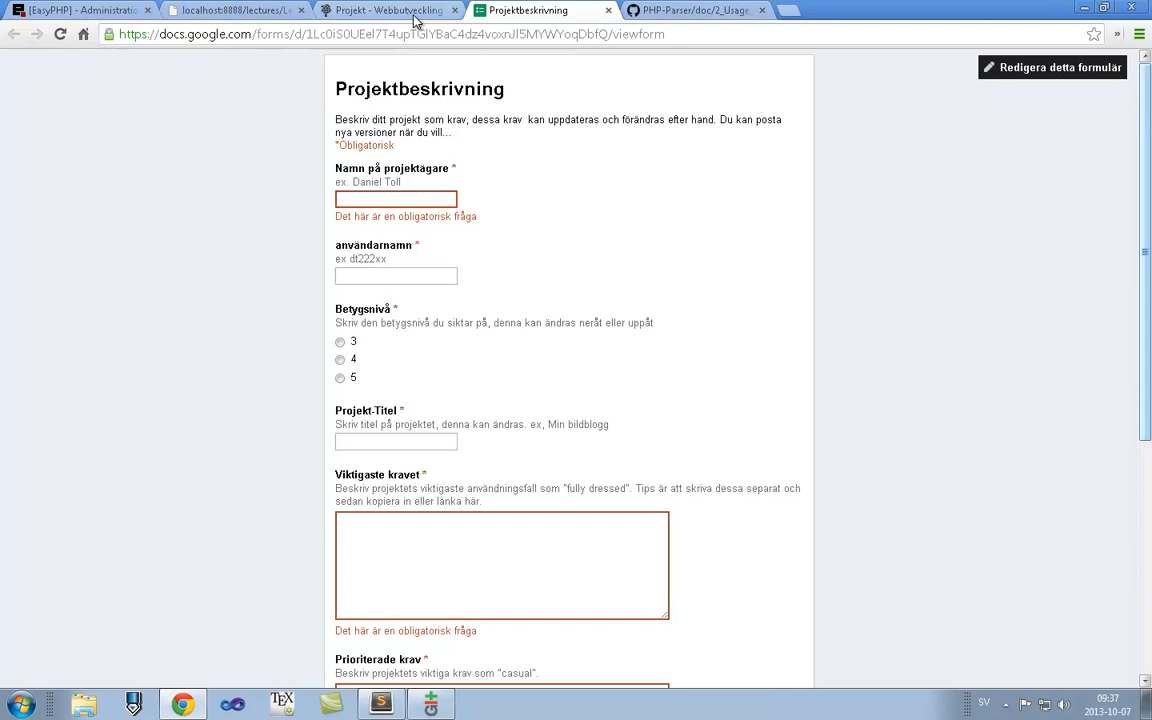 [EasyPHP] - Administratio
localhost:8888/lectures/Le
Projekt - Webbutveckling
Projektbeskrivning
PHP-Parser/doc/2_Usage_
https://docs.google.com/forms/d/1Lc0iS0UEel7T4upTGlYBaC4dz4voxnJl5MYWYoqDbfQ/viewform
Redigera detta formulär
Projektbeskrivning
Beskriv ditt projekt som krav, dessa krav kan uppdateras och förändras efter hand. Du kan posta
nya versioner när du vill...
*Obligatorisk
Namn på projektägare *
ex. Daniel Toll
Det här är en obligatorisk fråga
användarnamn *
ex dt222xx
Betygsnivå *
Skriv den betygsnivå du siktar på, denna kan ändras neråt eller uppåt
3
4
5
Projekt-Titel *
Skriv titel på projektet, denna kan ändras. ex, Min bildblogg
Viktigaste kravet *
Beskriv projektets viktigaste användningsfall som "fully dressed". Tips är att skriva dessa separat och
sedan kopiera in eller länka här.
Det här är en obligatorisk fråga
Prioriterade krav *
Beskriv projektets viktiga krav som "casual".
SV
09:37
2013-10-07